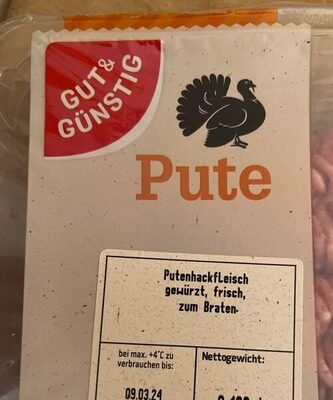 GUT&
GÜNSTIG
Pute
Putenhackfleisch
gewürzt, frisch,
zum Braten.
bei max. +4°C zu
verbrauchen bis:
Nettogewicht:
09.03.24